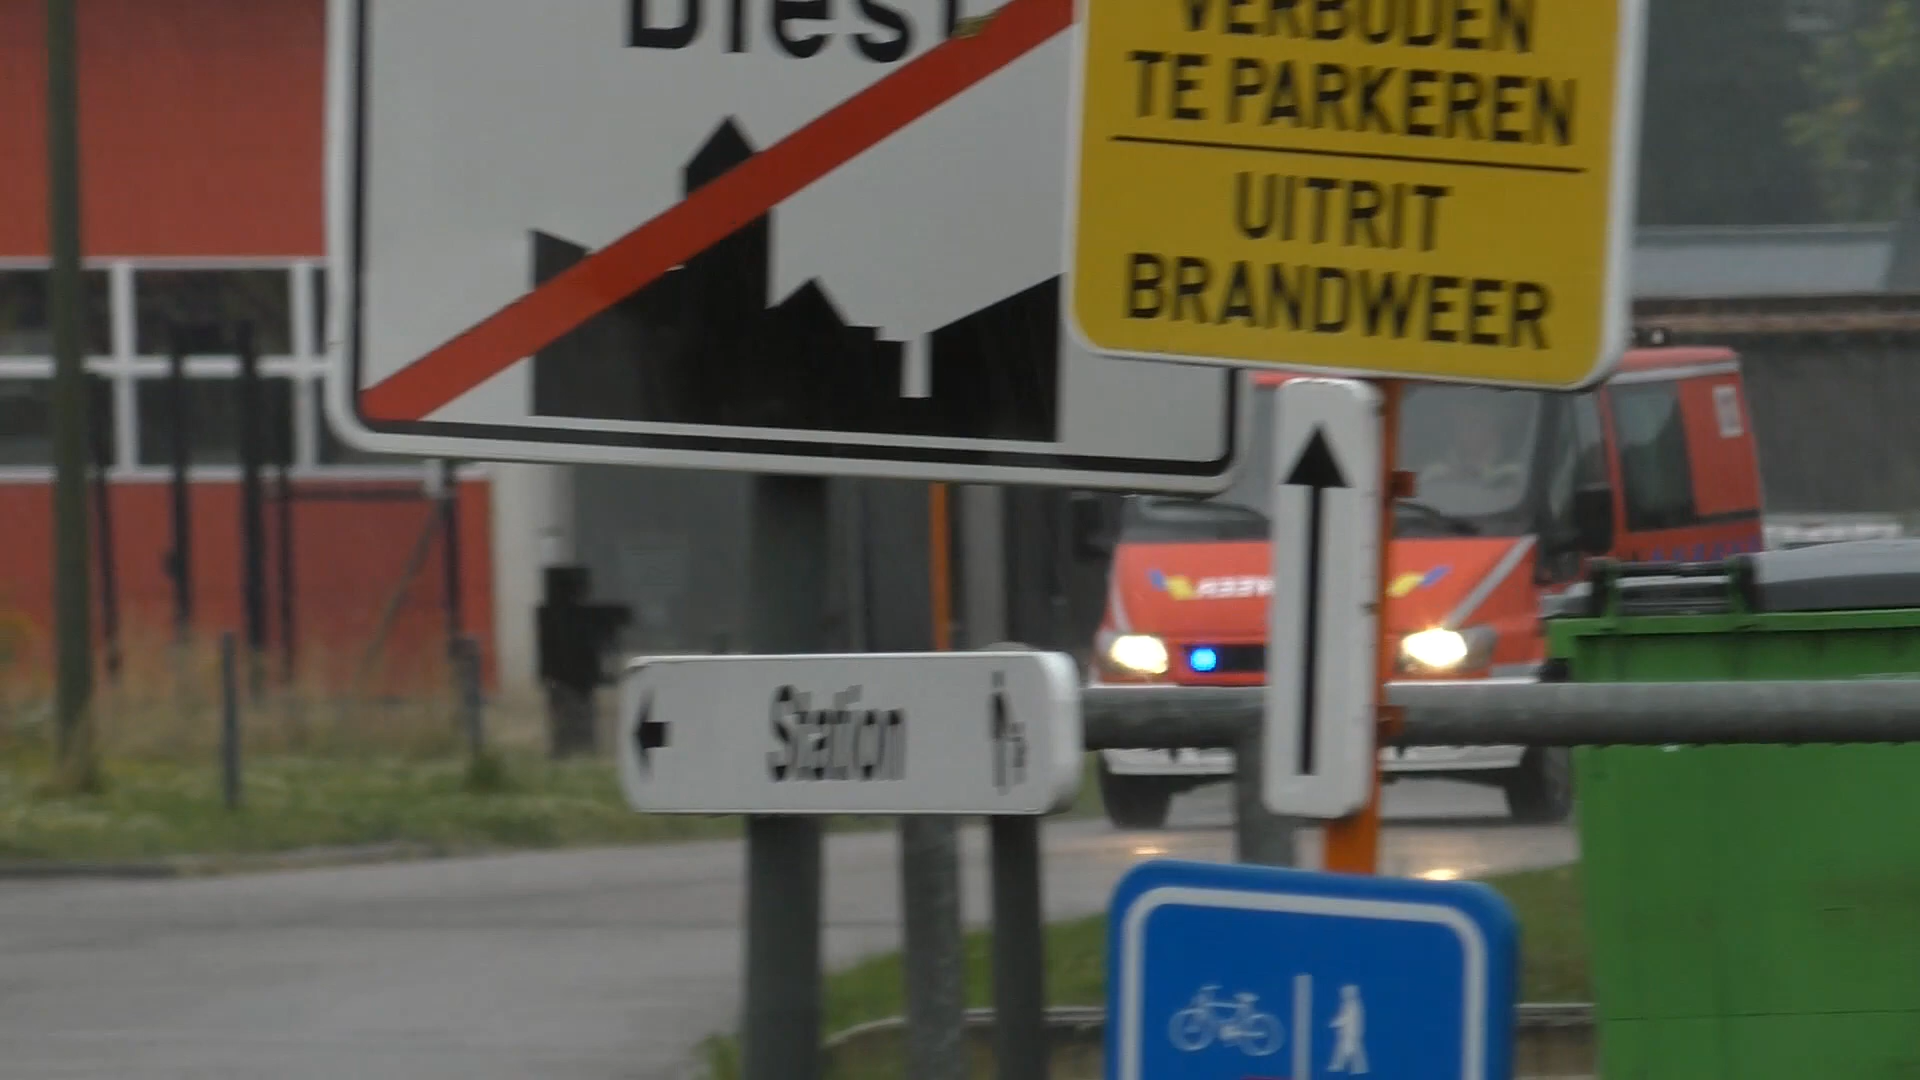 Diest
VERBODEN
TE PARKEREN
UITRIT
BRANDWEER
Station